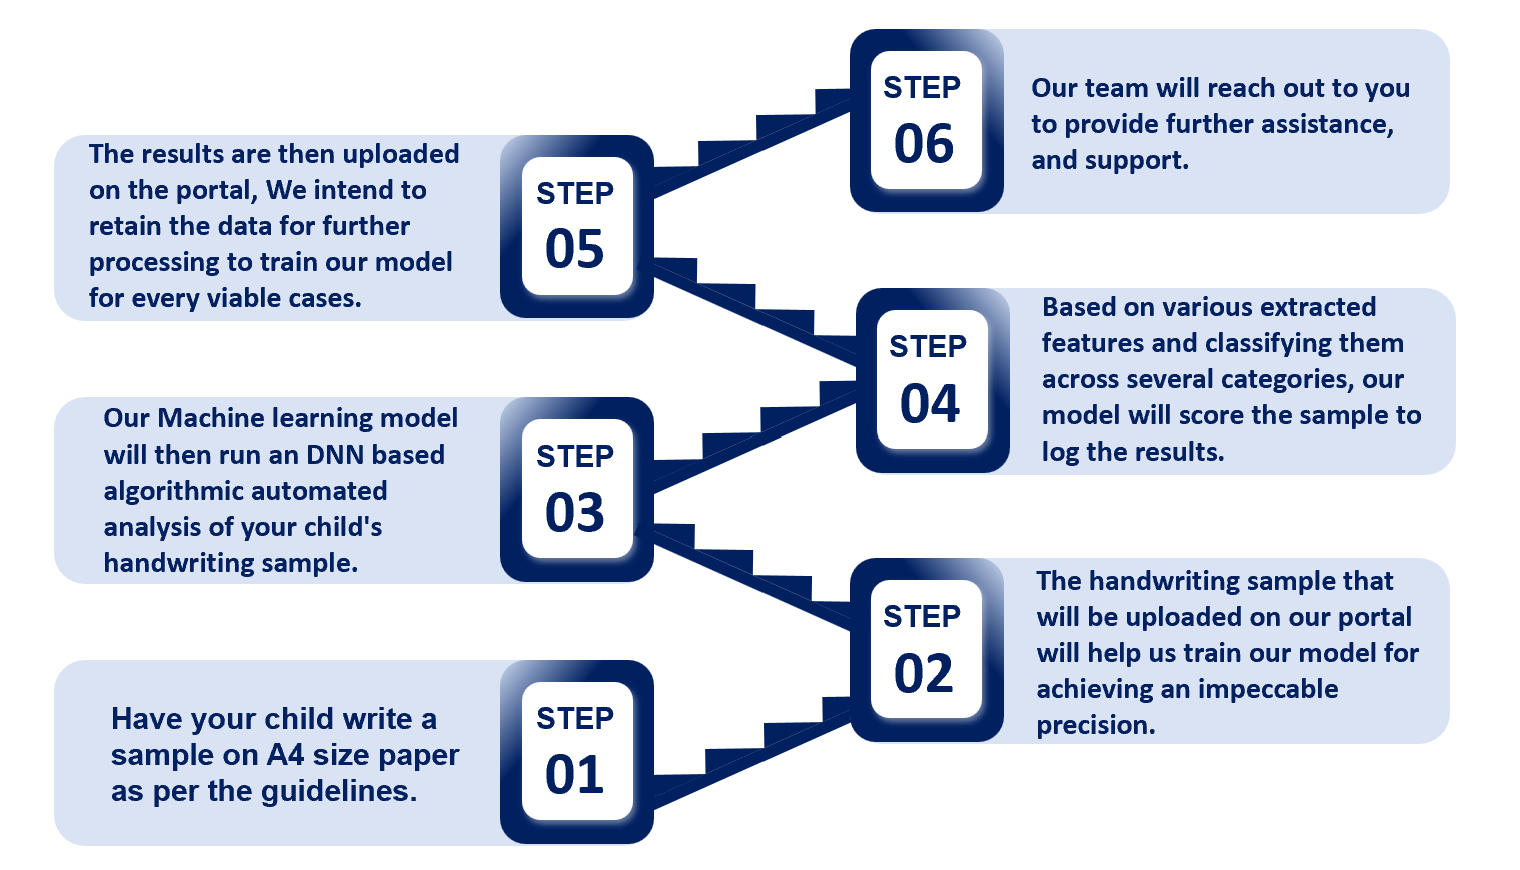 STEP
06
Our team will reach out to you
to provide further assistance,
and support.
The results are then uploaded
on the portal, We intend to
retain the data for further
processing to train our model
for every viable cases.
STEP
05
STEP
04
Based on various extracted
features and classifying them
across several categories, our
model will score the sample to
log the results.
Our Machine learning model
will then run an DNN based
algorithmic automated
analysis of your child's
handwriting sample.
STEP
03
STEP
02
The handwriting sample that
will be uploaded on our portal
will help us train our model for
achieving an impeccable
precision.
Have your child write a
sample on A4 size paper
as per the guidelines.
STEP
01